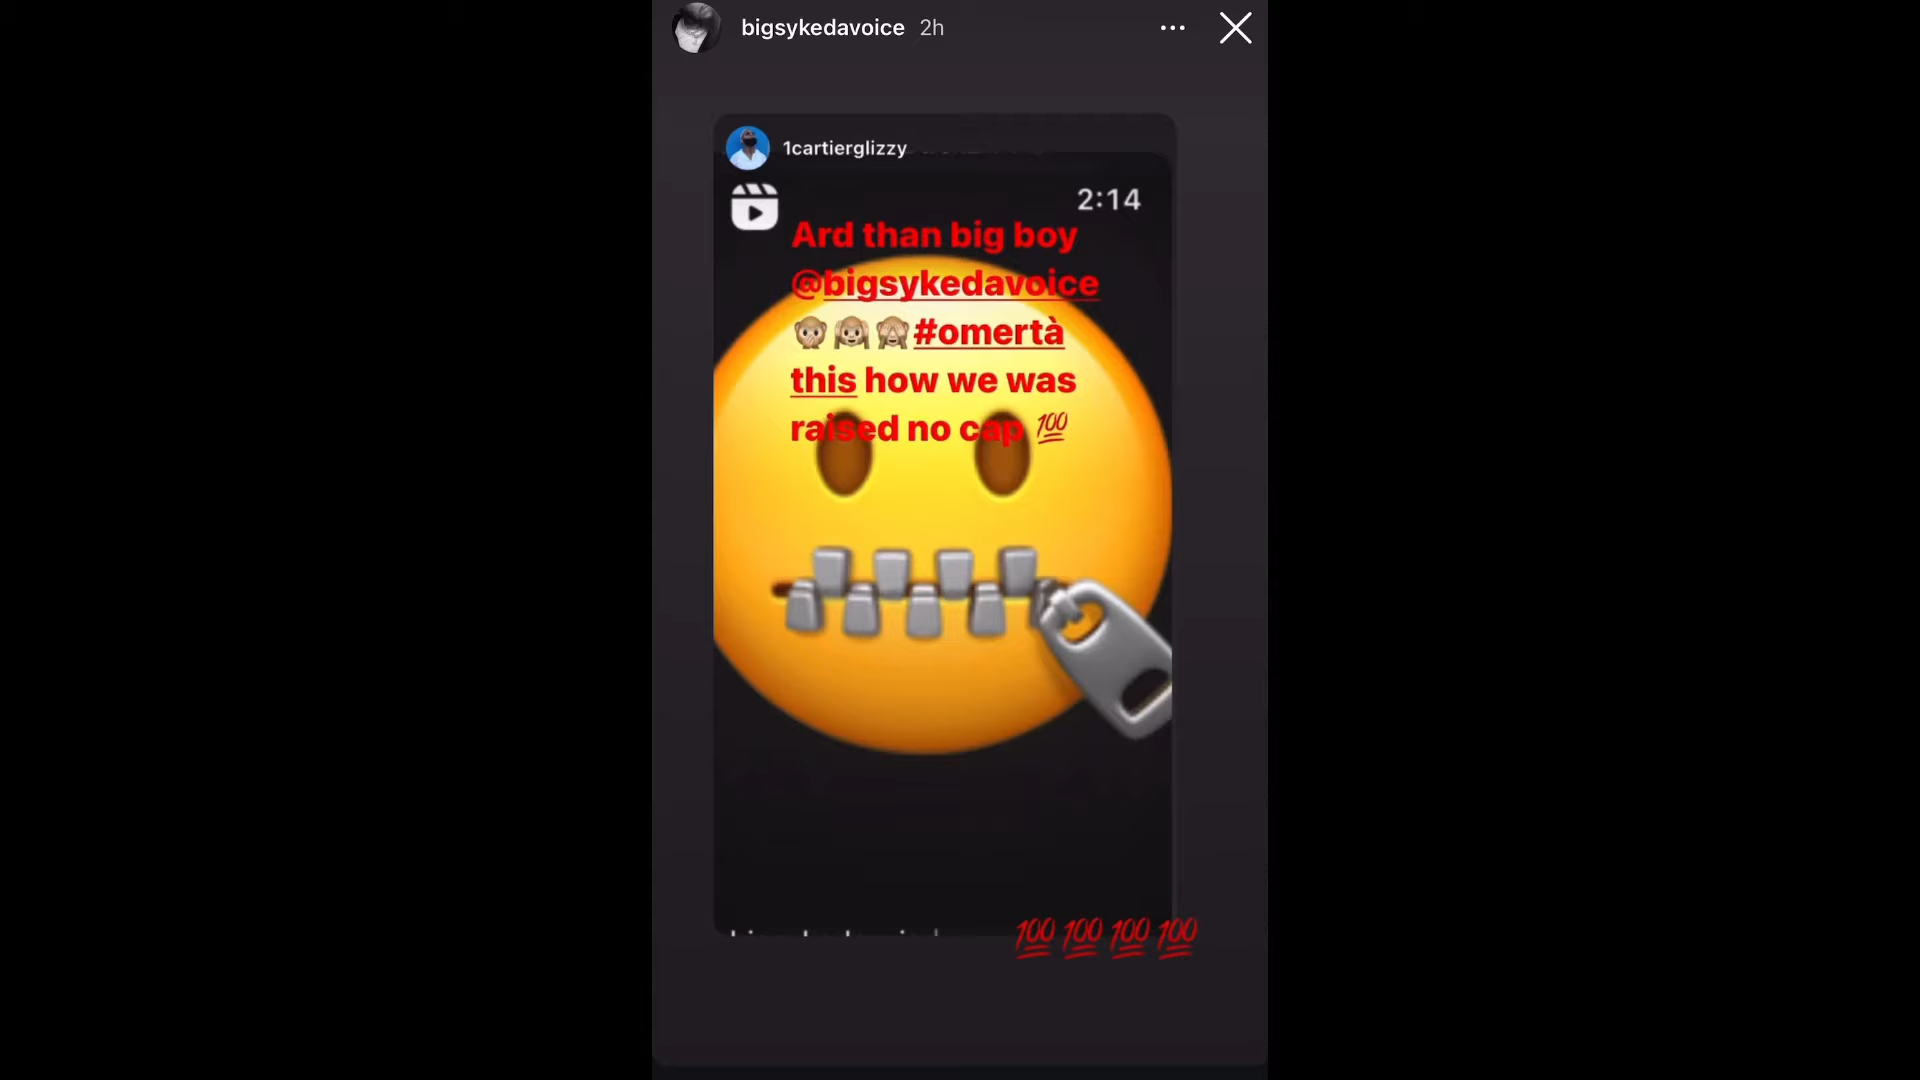 bigsykedavoice 2h
1cartierglizzy
2:14
Ard than big boy
@bigsykedavoice
🙊🙉🙈#omertà
this how we was
raised no cap 💯
💯💯💯💯